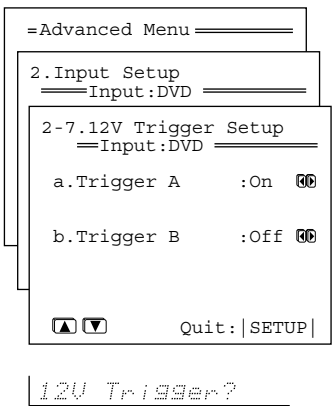 Advanced Menu
2.Input Setup
Input:DVD
2-7.12V Trigger Setup
Input:DVD
a.Trigger A :On
b.Trigger B :Off
Quit:|SETUP|
12V Trigger?